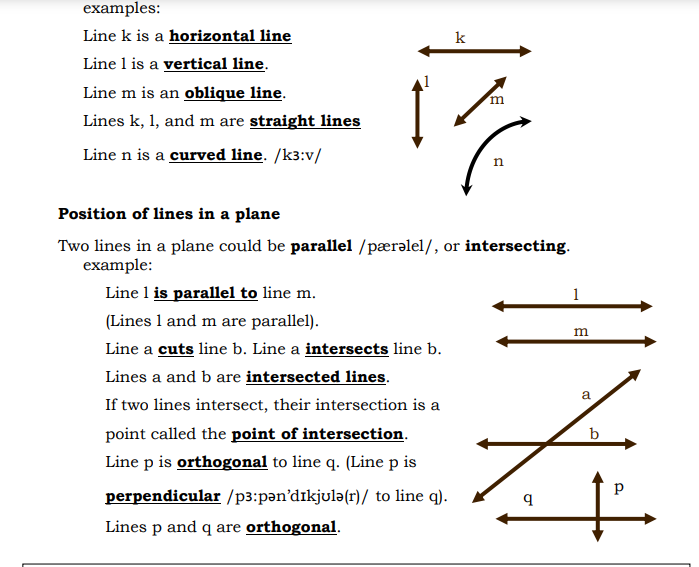 examples:
Line k is a horizontal line
k
Line l is a vertical line.
l
Line m is an oblique line.
m
Lines k, l, and m are straight lines
Line n is a curved line. /kɜːv/
n
Position of lines in a plane
Two lines in a plane could be parallel /pærəlel/, or intersecting.
example:
Line l is parallel to line m.
l
(Lines l and m are parallel).
m
Line a cuts line b. Line a intersects line b.
Lines a and b are intersected lines.
a
If two lines intersect, their intersection is a
point called the point of intersection.
b
Line p is orthogonal to line q. (Line p is
perpendicular /pɜːpən’dɪkjʊlə(r)/ to line q).
p
q
Lines p and q are orthogonal.